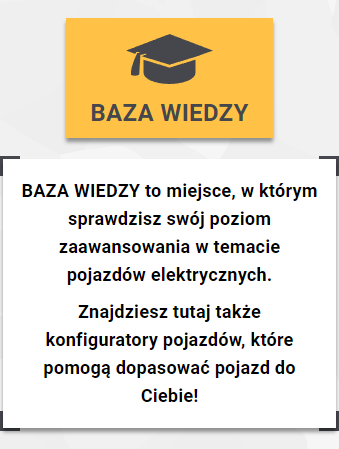 BAZA WIEDZY
BAZA WIEDZY to miejsce, w którym
sprawdzisz swój poziom
zaawansowania w temacie
pojazdów elektrycznych.
Znajdziesz tutaj także
konfiguratory pojazdów, które
pomogą dopasować pojazd do
Ciebie!